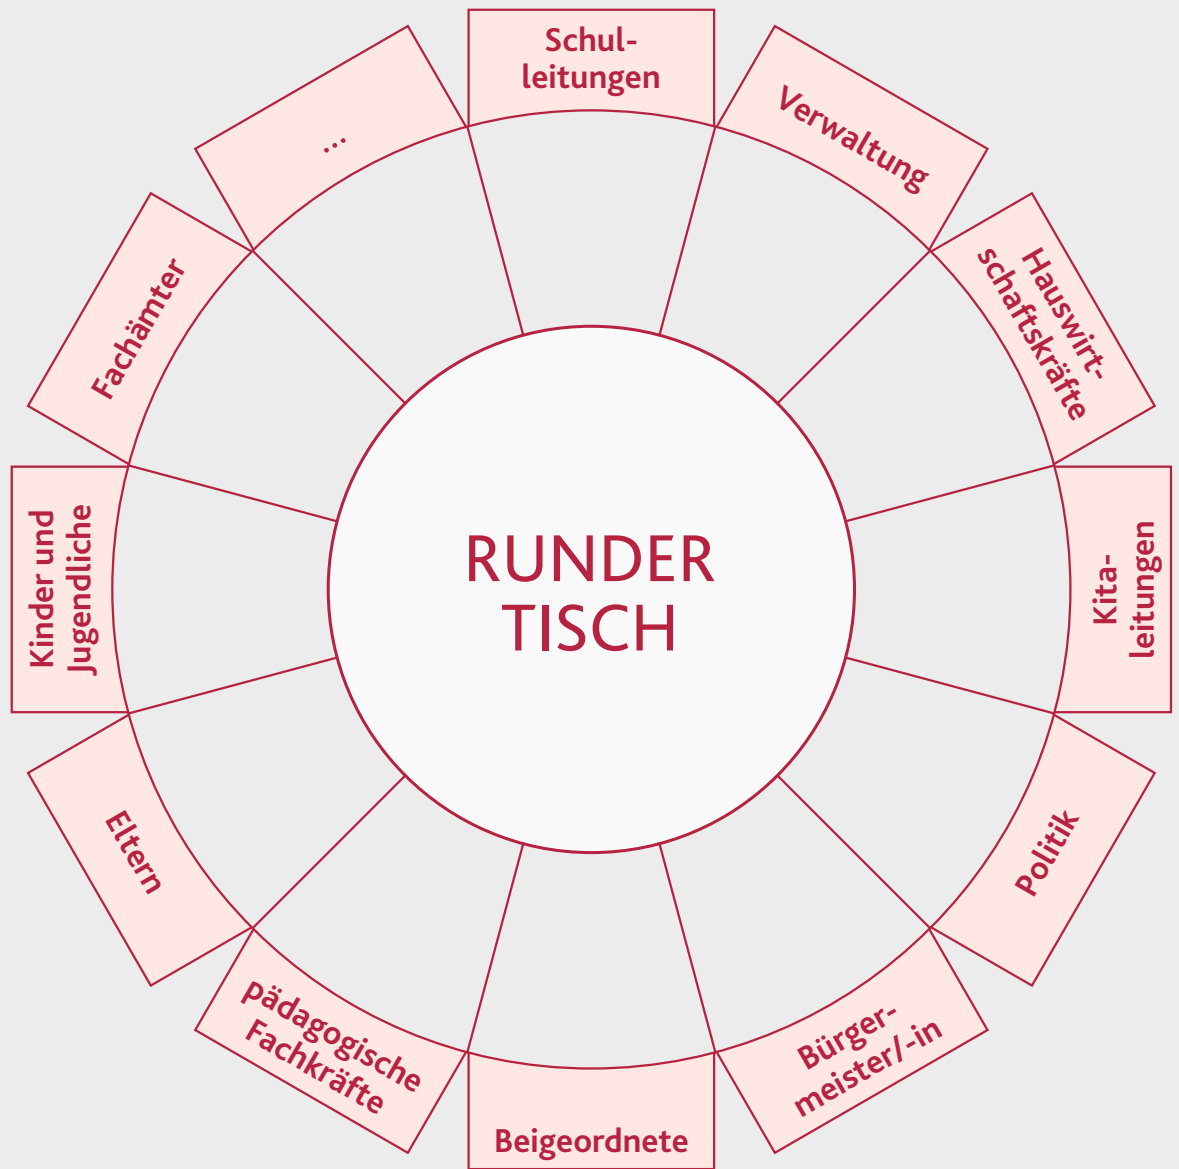 Schul-
leitungen
Verwaltung
Hauswirt-
schaftskräfte
Kita-
leitungen
Politik
Bürger-
meister/-in
Beigeordnete
pädagogische
Fachkräfte
Eltern
Kinder und
Jugendliche
Fachämter
...
RUNDER
TISCH